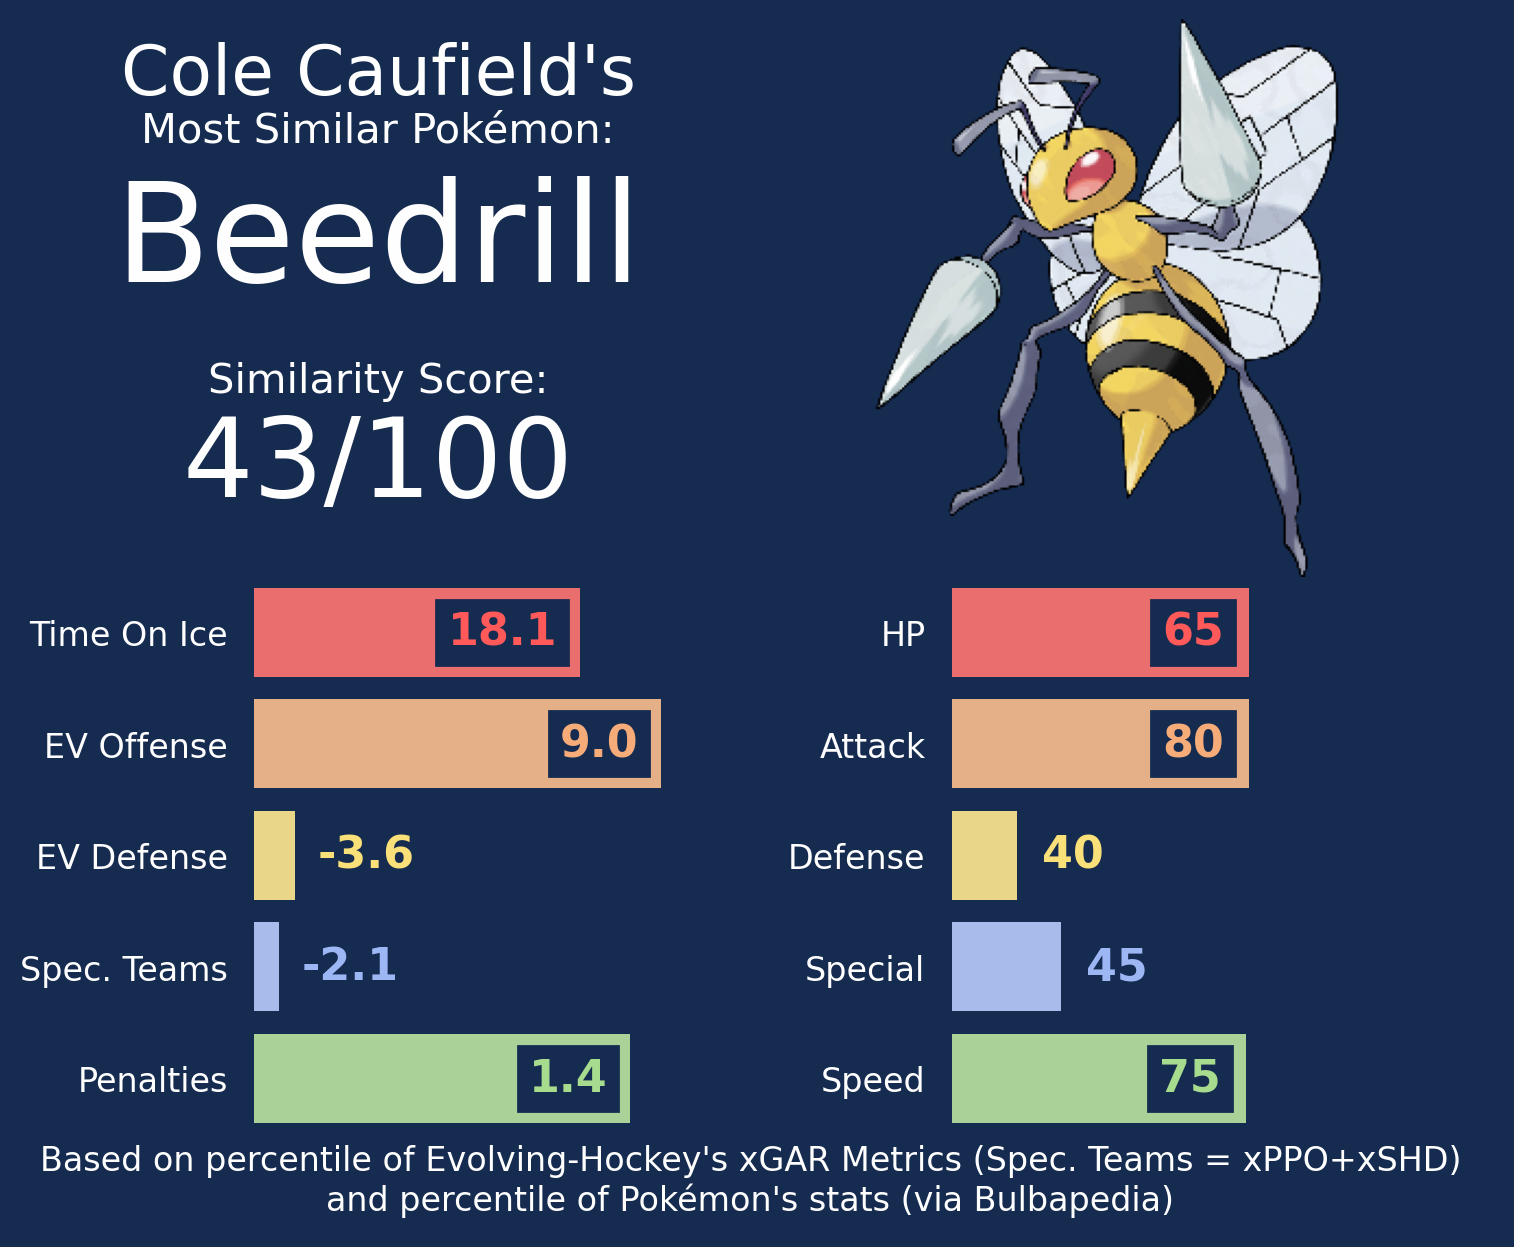 Cole Caufield's
Most Similar Pokémon:
Beedrill
Similarity Score:
43/100
Time On Ice 18.1
EV Offense 9.0
EV Defense -3.6
Spec. Teams -2.1
Penalties 1.4
HP 65
Attack 80
Defense 40
Special 45
Speed 75
Based on percentile of Evolving-Hockey's xGAR Metrics (Spec. Teams = xPPO+xSHD)
and percentile of Pokémon's stats (via Bulbapedia)